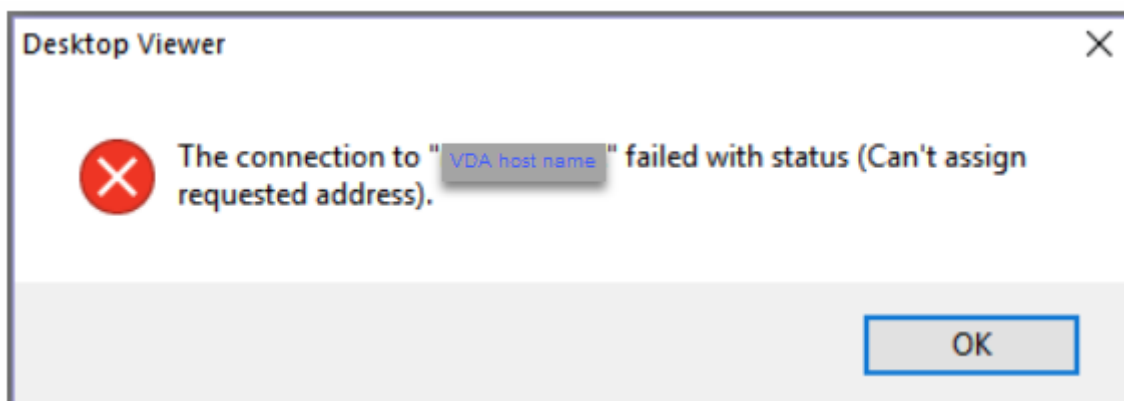 Desktop Viewer
The connection to "VDA host name" failed with status (Can't assign
requested address).
OK